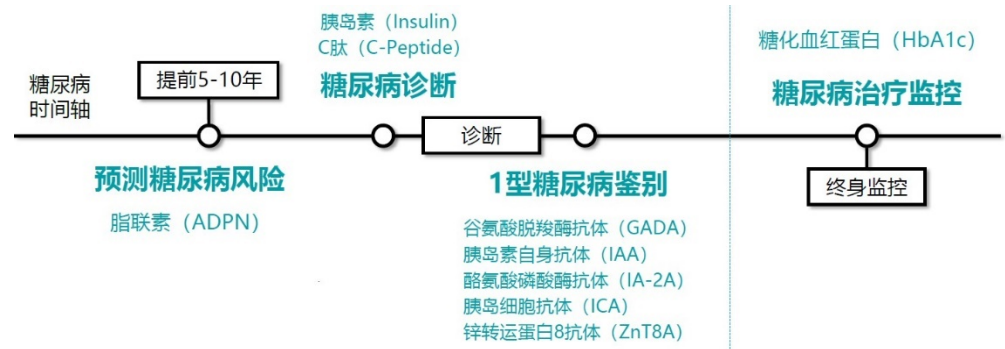 糖尿病
时间轴
提前5-10年
预测糖尿病风险
脂联素（ADPN）
胰岛素（Insulin）
C肽（C-Peptide）
糖尿病诊断
诊断
1型糖尿病鉴别
谷氨酸脱羧酶抗体（GADA）
胰岛素自身抗体（IAA）
酪氨酸磷酸酶抗体（IA-2A）
胰岛细胞抗体（ICA）
锌转运蛋白8抗体（ZnT8A）
糖化血红蛋白（HbA1c）
糖尿病治疗监控
终身监控